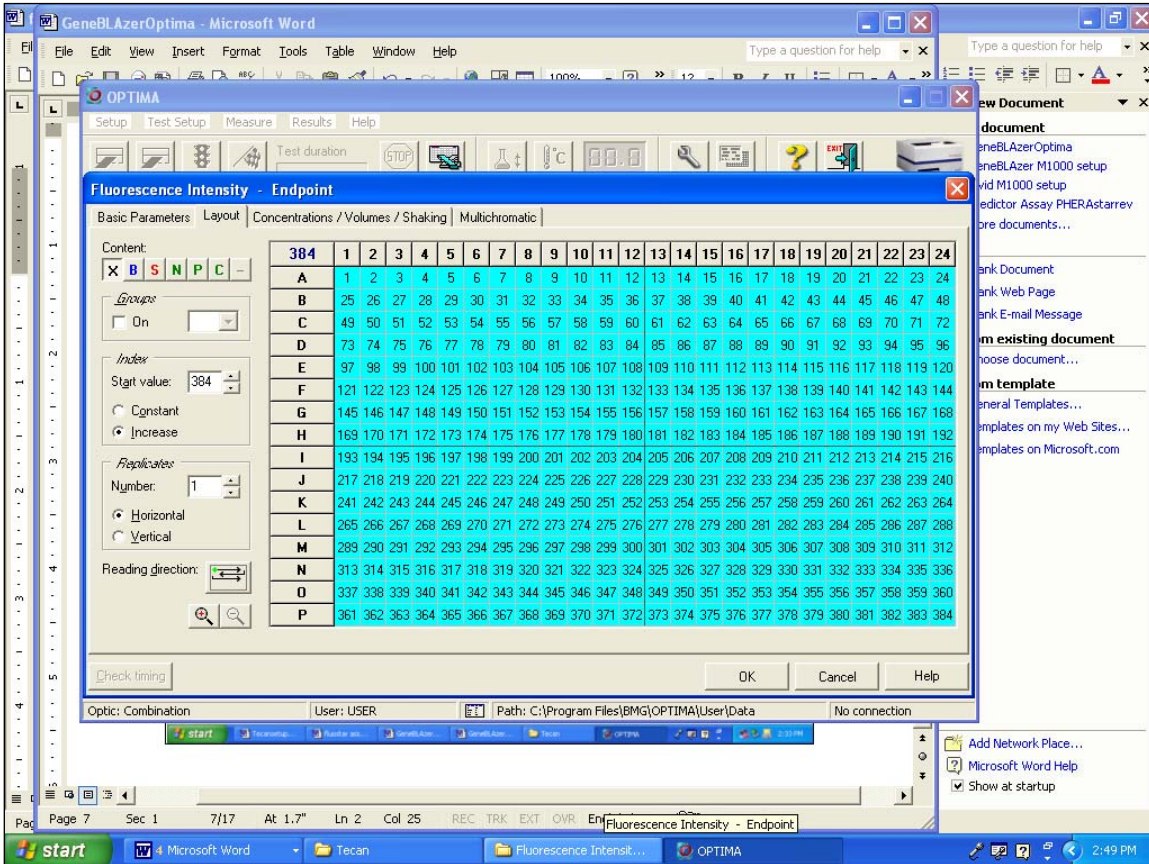 GeneBLAzerOptima - Microsoft Word
File Edit View Insert Format Tools Table Window Help
Type a question for help
Type a question for help
100%
12
OPTIMA
Setup Test Setup Measure Results Help
Test duration
STOP
°C
88.8
EXIT
Fluorescence Intensity - Endpoint
Basic Parameters Layout Concentrations / Volumes / Shaking Multichromatic
Content:
X B S N P C -
Groups
On
Index
Start value: 384
Constant
Increase
Replicates
Number: 1
Horizontal
Vertical
Reading direction:
384 1 2 3 4 5 6 7 8 9 10 11 12 13 14 15 16 17 18 19 20 21 22 23 24
A 1 2 3 4 5 6 7 8 9 10 11 12 13 14 15 16 17 18 19 20 21 22 23 24
B 25 26 27 28 29 30 31 32 33 34 35 36 37 38 39 40 41 42 43 44 45 46 47 48
C 49 50 51 52 53 54 55 56 57 58 59 60 61 62 63 64 65 66 67 68 69 70 71 72
D 73 74 75 76 77 78 79 80 81 82 83 84 85 86 87 88 89 90 91 92 93 94 95 96
E 97 98 99 100 101 102 103 104 105 106 107 108 109 110 111 112 113 114 115 116 117 118 119 120
F 121 122 123 124 125 126 127 128 129 130 131 132 133 134 135 136 137 138 139 140 141 142 143 144
G 145 146 147 148 149 150 151 152 153 154 155 156 157 158 159 160 161 162 163 164 165 166 167 168
H 169 170 171 172 173 174 175 176 177 178 179 180 181 182 183 184 185 186 187 188 189 190 191 192
I 193 194 195 196 197 198 199 200 201 202 203 204 205 206 207 208 209 210 211 212 213 214 215 216
J 217 218 219 220 221 222 223 224 225 226 227 228 229 230 231 232 233 234 235 236 237 238 239 240
K 241 242 243 244 245 246 247 248 249 250 251 252 253 254 255 256 257 258 259 260 261 262 263 264
L 265 266 267 268 269 270 271 272 273 274 275 276 277 278 279 280 281 282 283 284 285 286 287 288
M 289 290 291 292 293 294 295 296 297 298 299 300 301 302 303 304 305 306 307 308 309 310 311 312
N 313 314 315 316 317 318 319 320 321 322 323 324 325 326 327 328 329 330 331 332 333 334 335 336
O 337 338 339 340 341 342 343 344 345 346 347 348 349 350 351 352 353 354 355 356 357 358 359 360
P 361 362 363 364 365 366 367 368 369 370 371 372 373 374 375 376 377 378 379 380 381 382 383 384
Check timing
OK Cancel Help
Optic: Combination User: USER Path: C:\Program Files\BMG\OPTIMA\User\Data No connection
ew Document
document
eneBLAzerOptima
eneBLAzer M1000 setup
vid M1000 setup
edictor Assay PHERAstarrev
ore documents...
ank Document
ank Web Page
ank E-mail Message
om existing document
hoose document...
om template
eneral Templates...
emplates on my Web Sites...
emplates on Microsoft.com
Add Network Place...
Microsoft Word Help
Show at startup
start Tecan OPTIMA 2:33 PM
Page 7 Sec 1 7/17 At 1.7" Ln 2 Col 25 REC TRK EXT OVR
Fluorescence Intensity - Endpoint
start 4 Microsoft Word Tecan Fluorescence Intensit... OPTIMA 2:49 PM